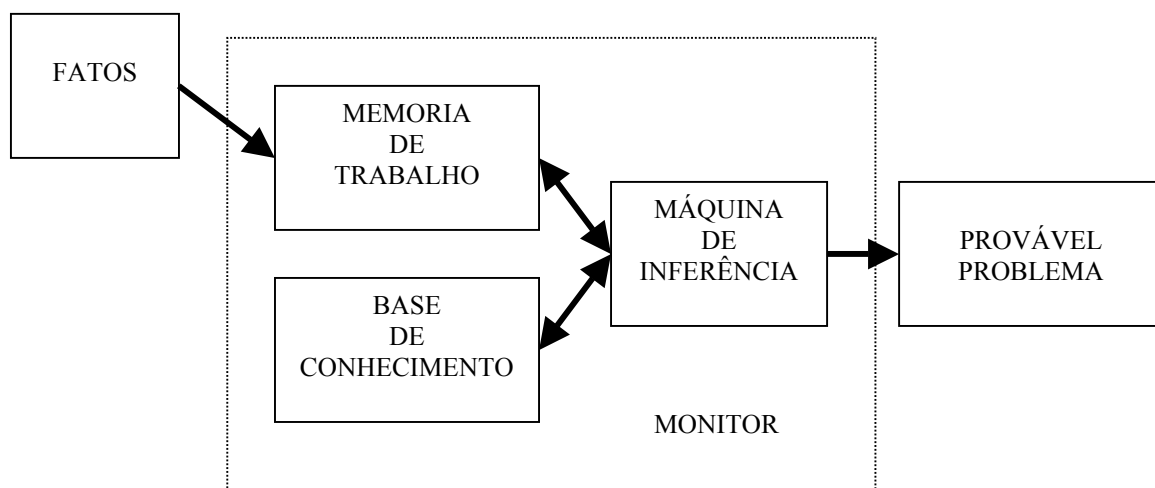 FATOS
MEMORIA
DE
TRABALHO
MÁQUINA
DE
INFERÊNCIA
PROVÁVEL
PROBLEMA
BASE
DE
CONHECIMENTO
MONITOR